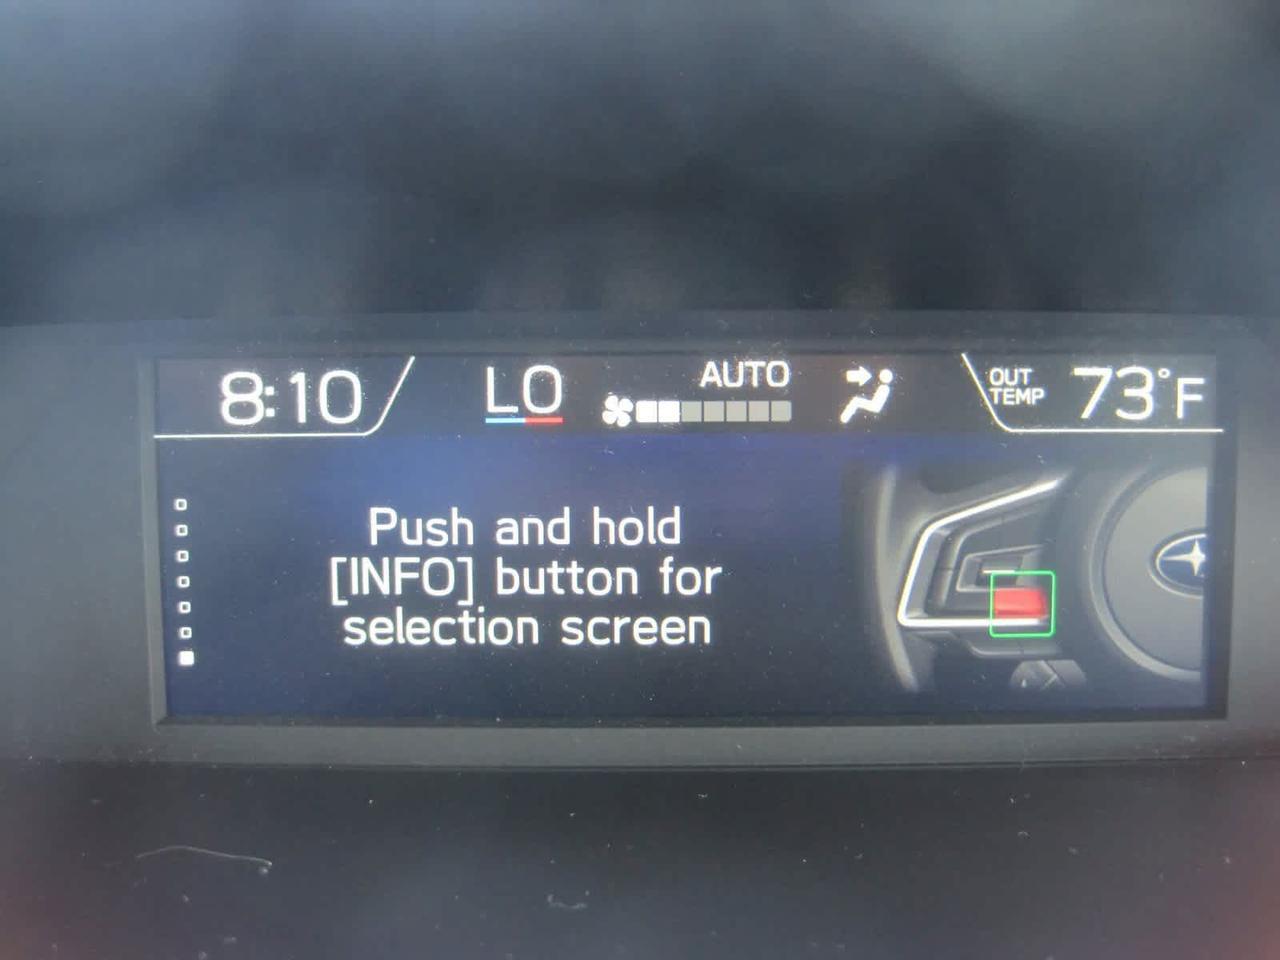 8:10
LO
AUTO
OUT
TEMP
73°F
Push and hold
[INFO] button for
selection screen